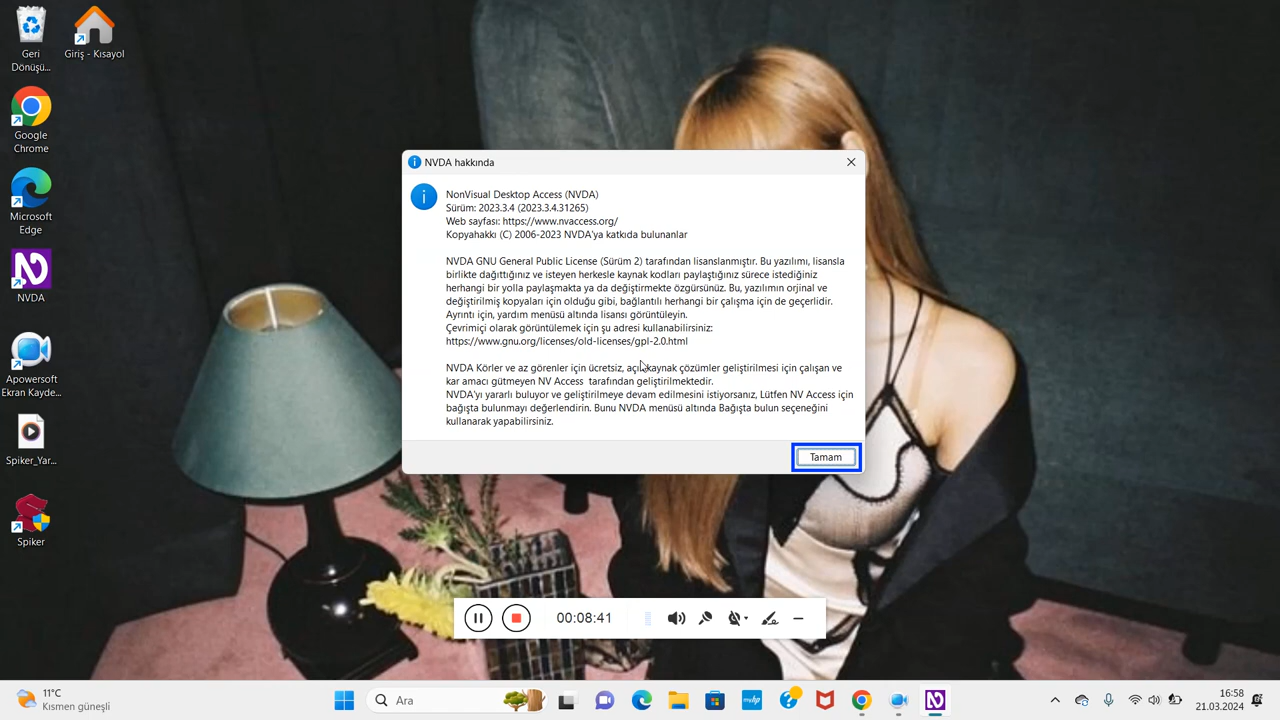 Geri
Dönüşü...
Giriş - Kısayol
Google
Chrome
Microsoft
Edge
NVDA
Apowersoft
Ekran Kayde...
Spiker_Yar...
Spiker
NVDA hakkında
NonVisual Desktop Access (NVDA)
Sürüm: 2023.3.4 (2023.3.4.31265)
Web sayfası: https://www.nvaccess.org/
Kopyahakkı (C) 2006-2023 NVDA'ya katkıda bulunanlar
NVDA GNU General Public License (Sürüm 2) tarafından lisanslanmıştır. Bu yazılımı, lisansla
birlikte dağıttığınız ve isteyen herkesle kaynak kodları paylaştığınız sürece istediğiniz
herhangi bir yolla paylaşmakta ya da değiştirmekte özgürsünüz. Bu, yazılımın orjinal ve
değiştirilmiş kopyaları için olduğu gibi, bağlantılı herhangi bir çalışma için de geçerlidir.
Ayrıntı için, yardım menüsü altında lisansı görüntüleyin.
Çevrimiçi olarak görüntülemek için şu adresi kullanabilirsiniz:
https://www.gnu.org/licenses/old-licenses/gpl-2.0.html
NVDA Körler ve az görenler için ücretsiz, açık kaynak çözümler geliştirilmesi için çalışan ve
kar amacı gütmeyen NV Access tarafından geliştirilmektedir.
NVDA'yı yararlı buluyor ve geliştirilmeye devam edilmesini istiyorsanız, Lütfen NV Access için
bağışta bulunmayı değerlendirin. Bunu NVDA menüsü altında Bağışta bulun seçeneğini
kullanarak yapabilirsiniz.
Tamam
00:08:41
11°C
Kısmen güneşli
Ara
myhp
16:58
21.03.2024